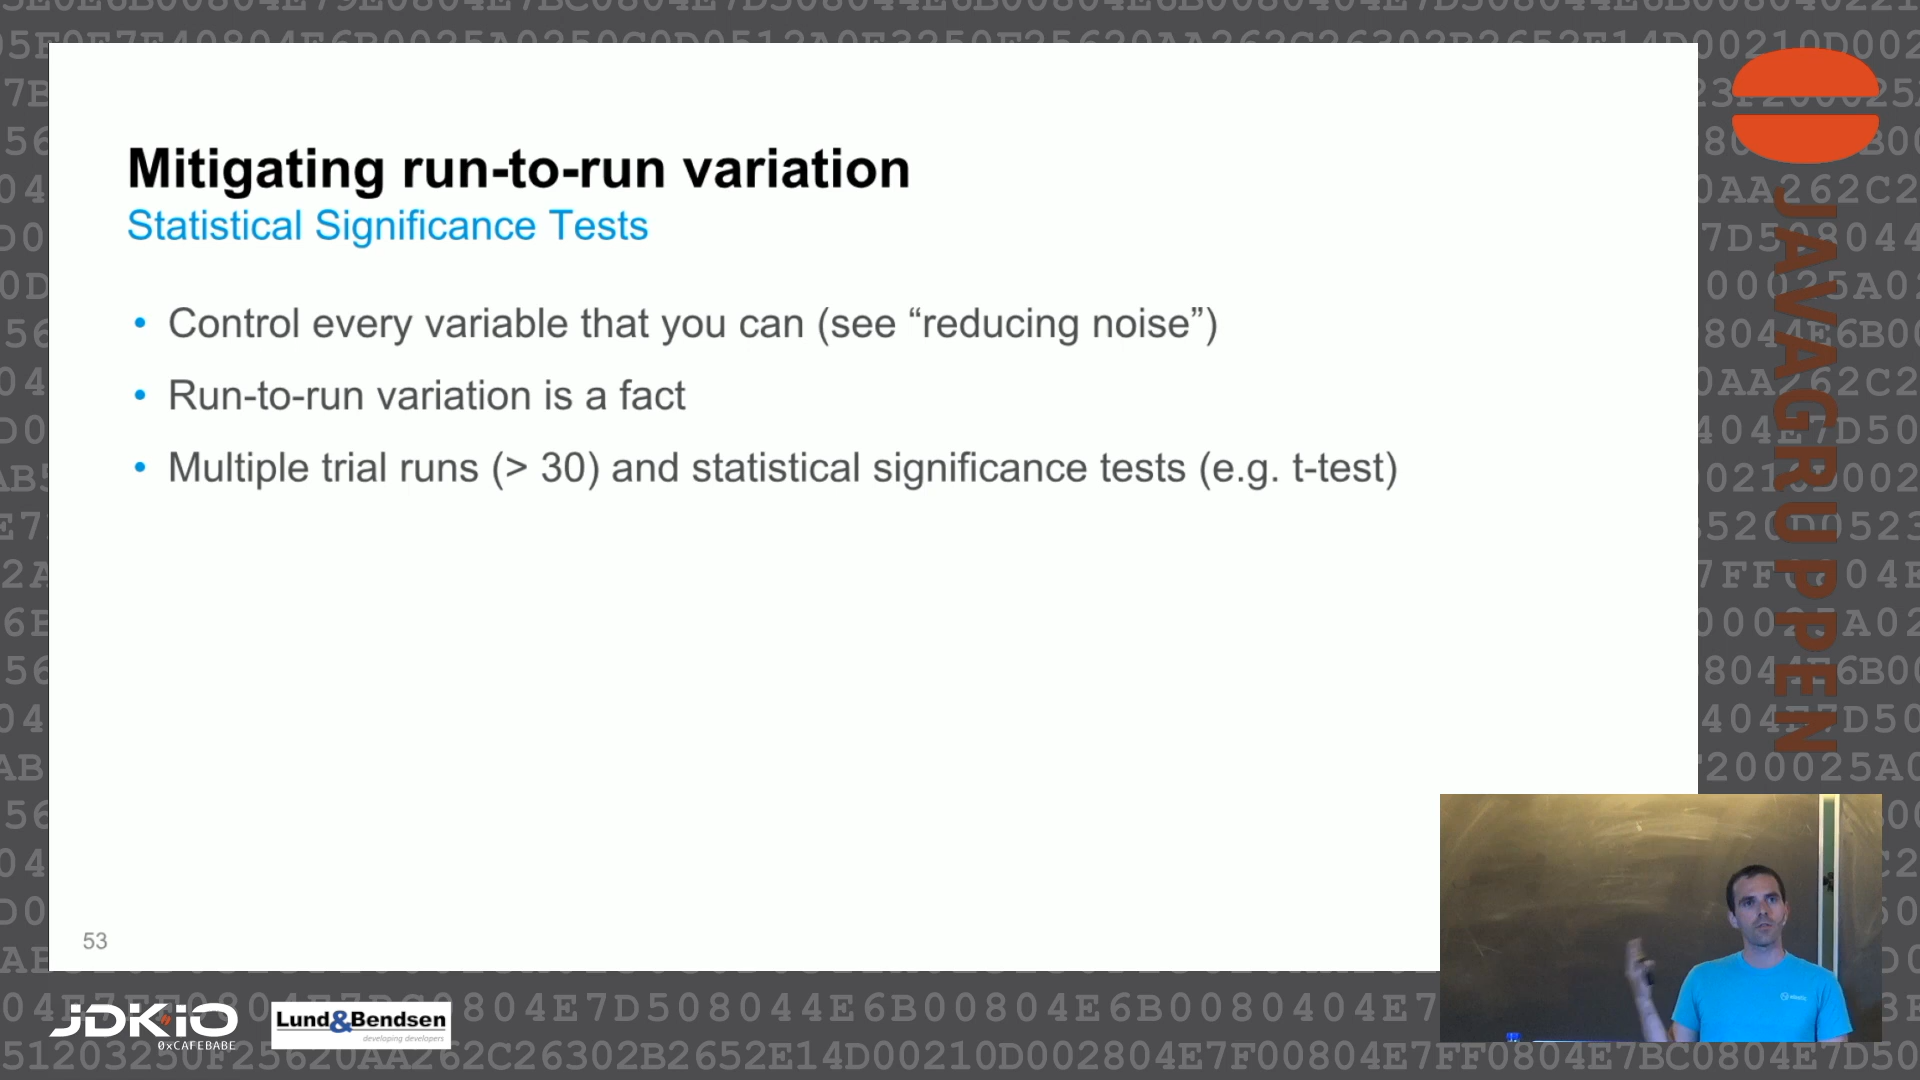 Mitigating run-to-run variation
Statistical Significance Tests
• Control every variable that you can (see “reducing noise”)
• Run-to-run variation is a fact
• Multiple trial runs (> 30) and statistical significance tests (e.g. t-test)
53
JAVAGRUPPEN
JDK.IO
0xCAFEBABE
Lund&Bendsen
developing developers